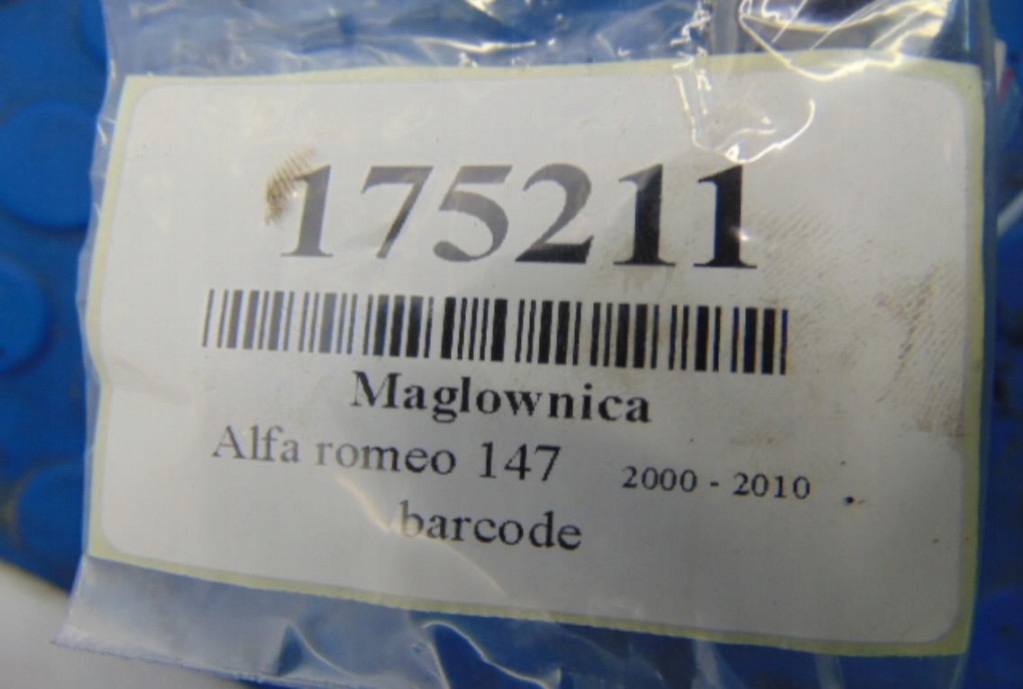 175211
Maglownica
Alfa romeo 147 2000 - 2010
barcode